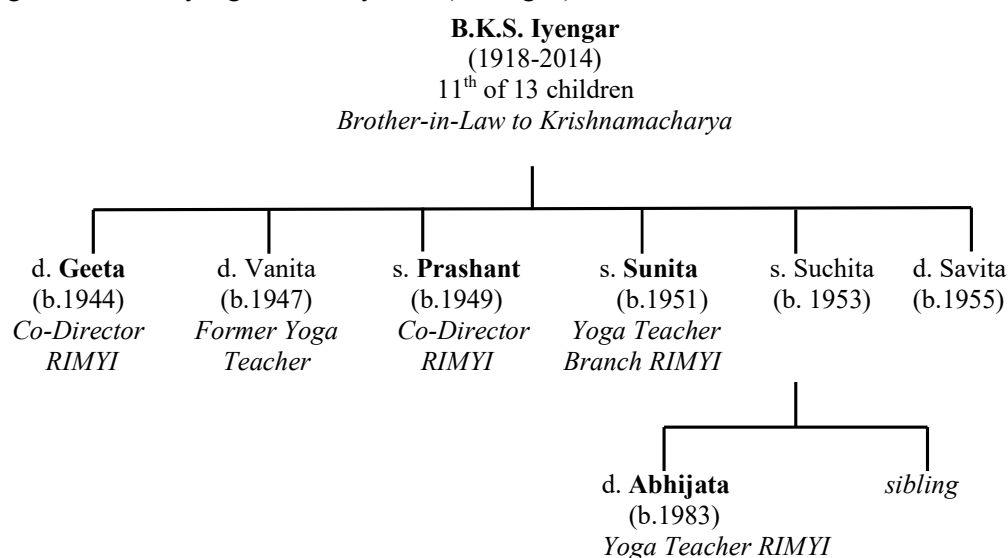 B.K.S. Iyengar
(1918-2014)
11th of 13 children
Brother-in-Law to Krishnamacharya
d. Geeta
(b.1944)
Co-Director
RIMYI
d. Vanita
(b.1947)
Former Yoga
Teacher
s. Prashant
(b.1949)
Co-Director
RIMYI
s. Sunita
(b.1951)
Yoga Teacher
Branch RIMYI
s. Suchita
(b. 1953)
d. Savita
(b.1955)
d. Abhijata
(b.1983)
Yoga Teacher RIMYI
sibling